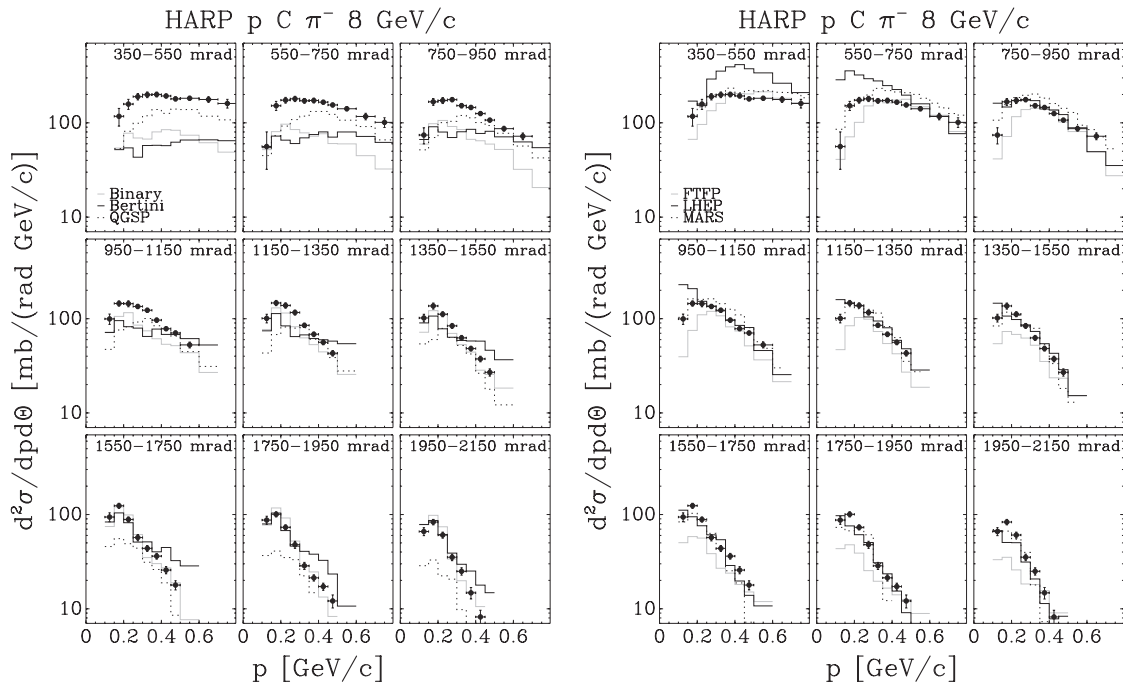 HARP p C π⁻ 8 GeV/c
350−550 mrad
550−750 mrad
750−950 mrad
100
10
Binary
Bertini
QGSP
950−1150 mrad
1150−1350 mrad
1350−1550 mrad
100
10
1550−1750 mrad
1750−1950 mrad
1950−2150 mrad
100
10
0 0.2 0.4 0.6 0 0.2 0.4 0.6 0 0.2 0.4 0.6
p [GeV/c]
d²σ/dpdΘ [mb/(rad GeV/c)]
HARP p C π⁻ 8 GeV/c
350−550 mrad
550−750 mrad
750−950 mrad
100
10
FTFP
LHEP
MARS
950−1150 mrad
1150−1350 mrad
1350−1550 mrad
100
10
1550−1750 mrad
1750−1950 mrad
1950−2150 mrad
100
10
0 0.2 0.4 0.6 0 0.2 0.4 0.6 0 0.2 0.4 0.6
p [GeV/c]
d²σ/dpdΘ [mb/(rad GeV/c)]